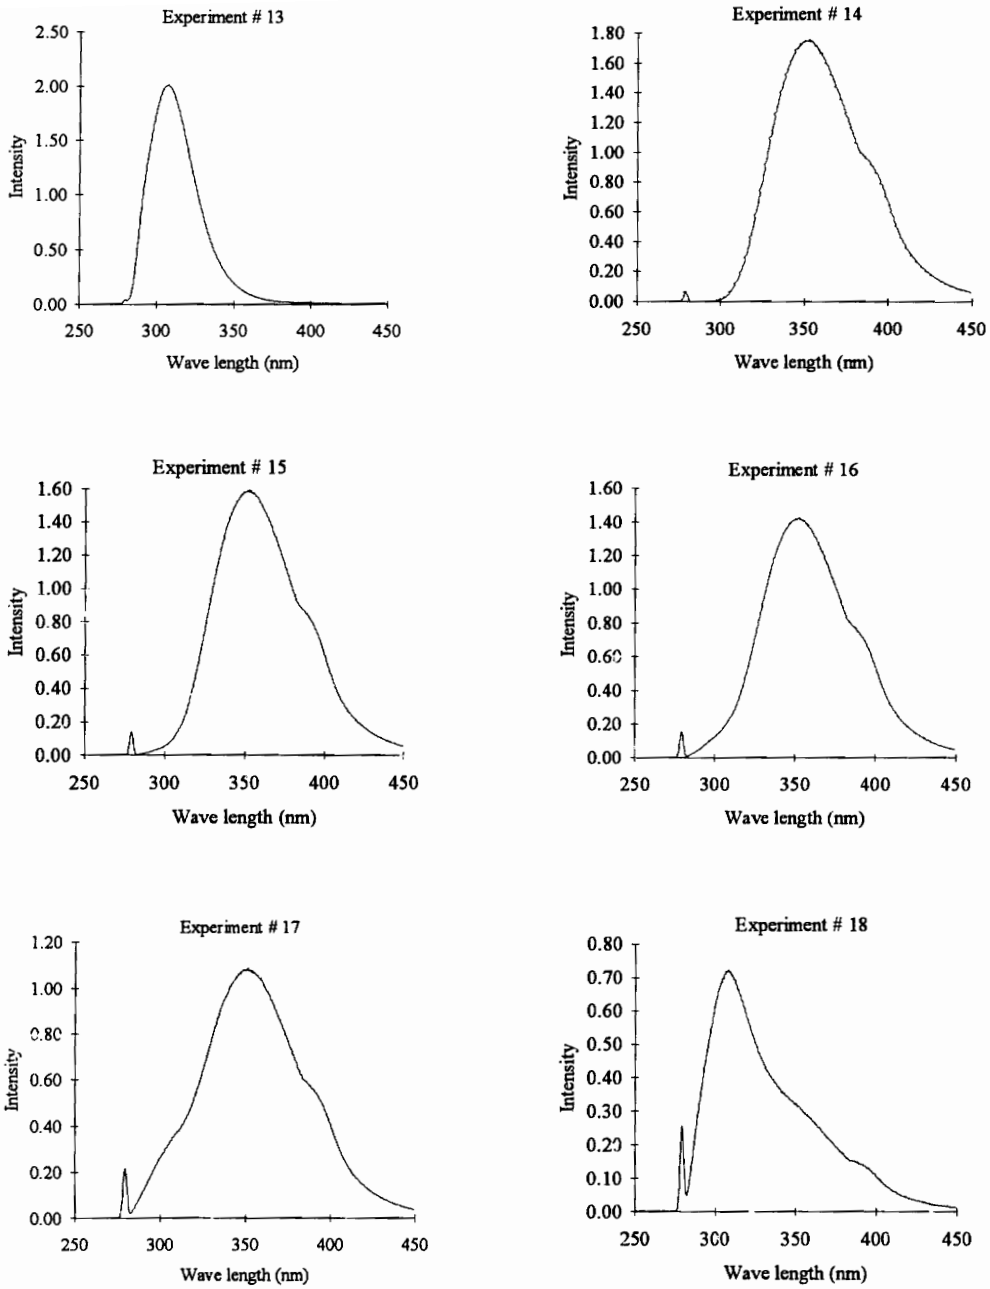 Experiment # 13
2.50
2.00
1.50
1.00
0.50
0.00
Intensity
250 300 350 400 450
Wave length (nm)
Experiment # 14
1.80
1.60
1.40
1.20
1.00
0.80
0.60
0.40
0.20
0.00
Intensity
250 300 350 400 450
Wave length (nm)
Experiment # 15
1.60
1.40
1.20
1.00
0.80
0.60
0.40
0.20
0.00
Intensity
250 300 350 400 450
Wave length (nm)
Experiment # 16
1.60
1.40
1.20
1.00
0.80
0.60
0.40
0.20
0.00
Intensity
250 300 350 400 450
Wave length (nm)
Experiment # 17
1.20
1.00
0.80
0.60
0.40
0.20
0.00
Intensity
250 300 350 400 450
Wave length (nm)
Experiment # 18
0.80
0.70
0.60
0.50
0.40
0.30
0.20
0.10
0.00
Intensity
250 300 350 400 450
Wave length (nm)